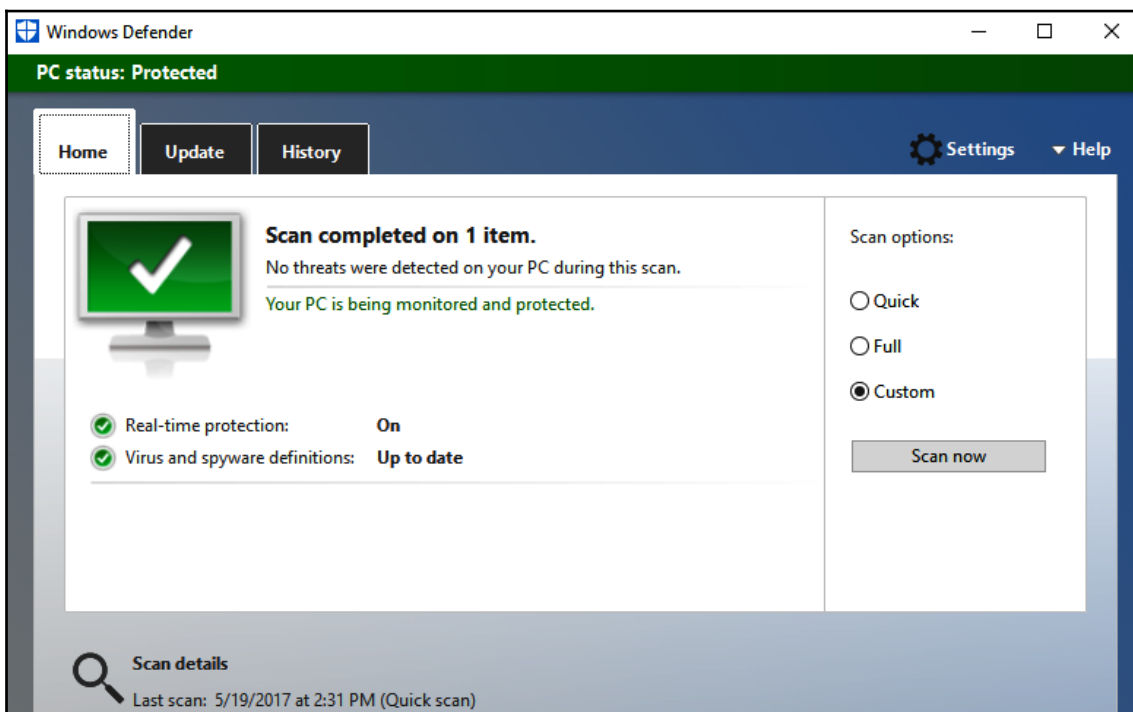 Windows Defender
PC status: Protected
Home
Update
History
Settings
Help
Scan completed on 1 item.
No threats were detected on your PC during this scan.
Your PC is being monitored and protected.
Real-time protection: On
Virus and spyware definitions: Up to date
Scan options:
Quick
Full
Custom
Scan now
Scan details
Last scan: 5/19/2017 at 2:31 PM (Quick scan)